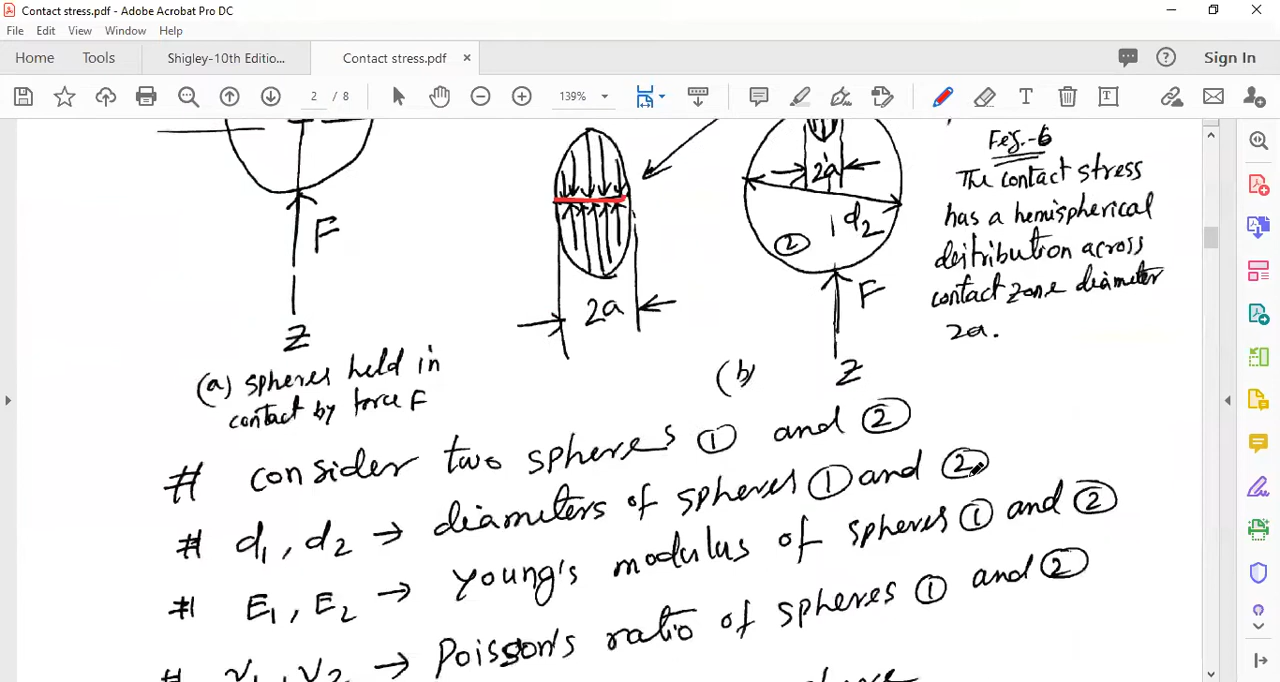 Contact stress.pdf - Adobe Acrobat Pro DC
File Edit View Window Help
Home Tools Shigley-10th Editio... Contact stress.pdf ×
2 / 8 139%
Sign In
F
Z
(a) spheres held in
contact by force F
2a
2a
d2
②
F
Z
(b)
Fig.-6
The contact stress
has a hemispherical
distribution across
contact zone diameter
2a.
# consider two spheres ① and ②
# d1, d2 → diameters of spheres ① and ②
# E1, E2 → Young's modulus of spheres ① and ②
# ν1, ν2 → Poisson's ratio of spheres ① and ②